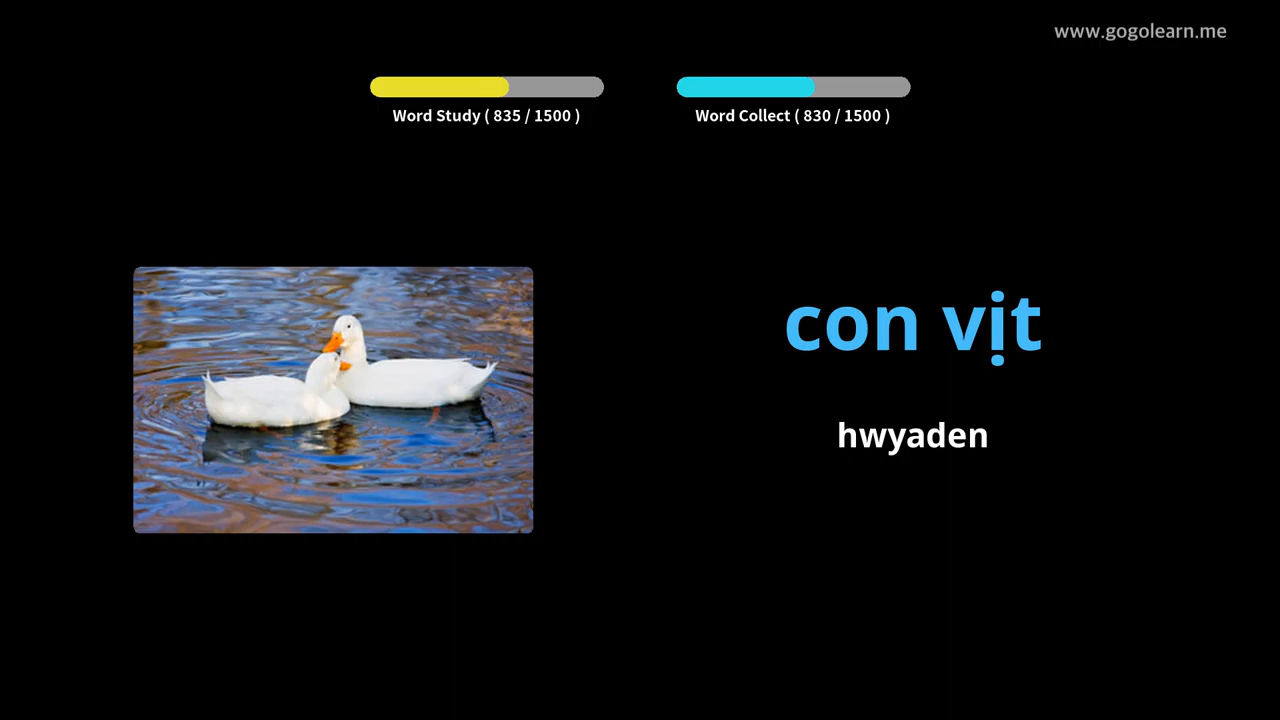 www.gogolearn.me
Word Study ( 835 / 1500 )
Word Collect ( 830 / 1500 )
con vịt
hwyaden